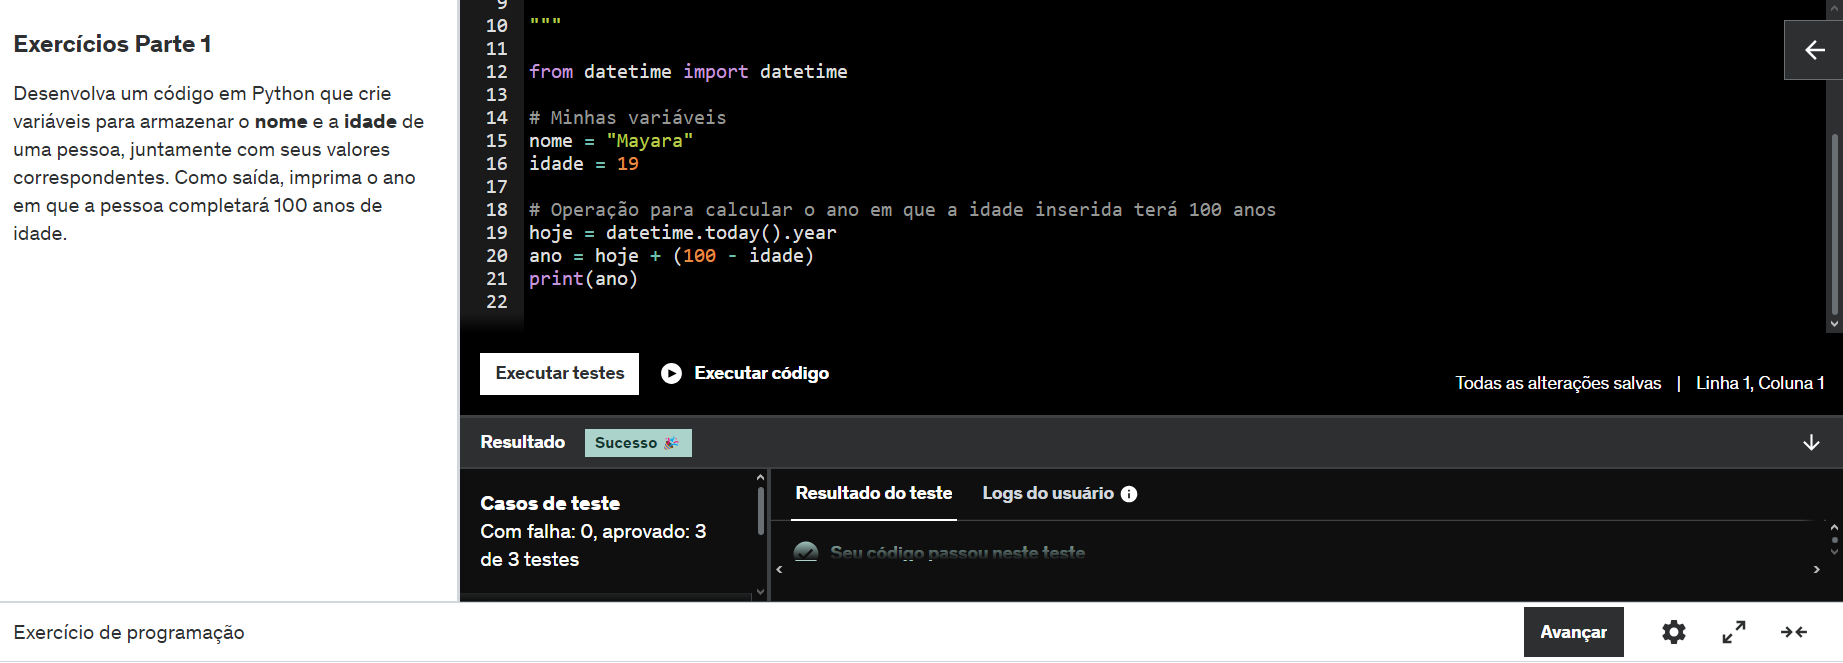 Exercícios Parte 1
Desenvolva um código em Python que crie
variáveis para armazenar o nome e a idade de
uma pessoa, juntamente com seus valores
correspondentes. Como saída, imprima o ano
em que a pessoa completará 100 anos de
idade.
9
10 """
11
12 from datetime import datetime
13
14 # Minhas variáveis
15 nome = "Mayara"
16 idade = 19
17
18 # Operação para calcular o ano em que a idade inserida terá 100 anos
19 hoje = datetime.today().year
20 ano = hoje + (100 - idade)
21 print(ano)
22
Executar testes Executar código
Todas as alterações salvas | Linha 1, Coluna 1
Resultado Sucesso 🎉
Casos de teste
Com falha: 0, aprovado: 3
de 3 testes
Resultado do teste Logs do usuário
Seu código passou neste teste
Exercício de programação
Avançar